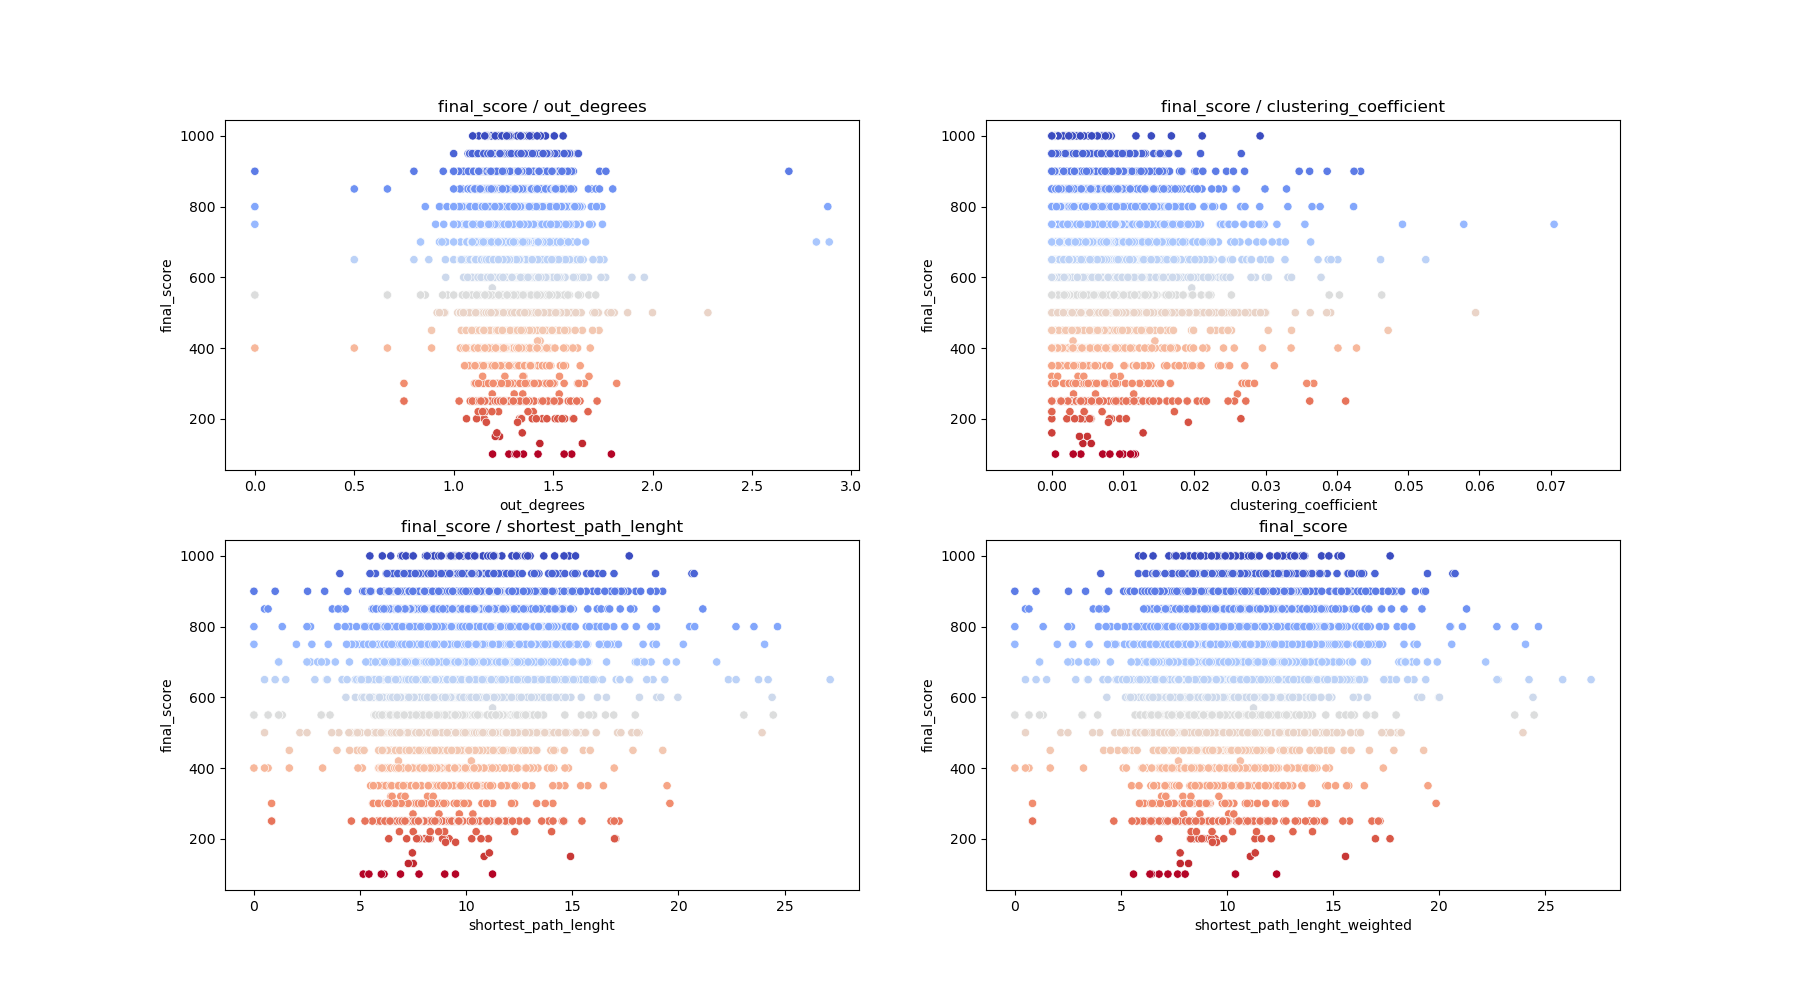 final_score / out_degrees
1000
800
600
400
200
final_score
0.0 0.5 1.0 1.5 2.0 2.5 3.0
out_degrees
final_score / clustering_coefficient
1000
800
600
400
200
final_score
0.00 0.01 0.02 0.03 0.04 0.05 0.06 0.07
clustering_coefficient
final_score / shortest_path_lenght
1000
800
600
400
200
final_score
0 5 10 15 20 25
shortest_path_lenght
final_score
1000
800
600
400
200
final_score
0 5 10 15 20 25
shortest_path_lenght_weighted